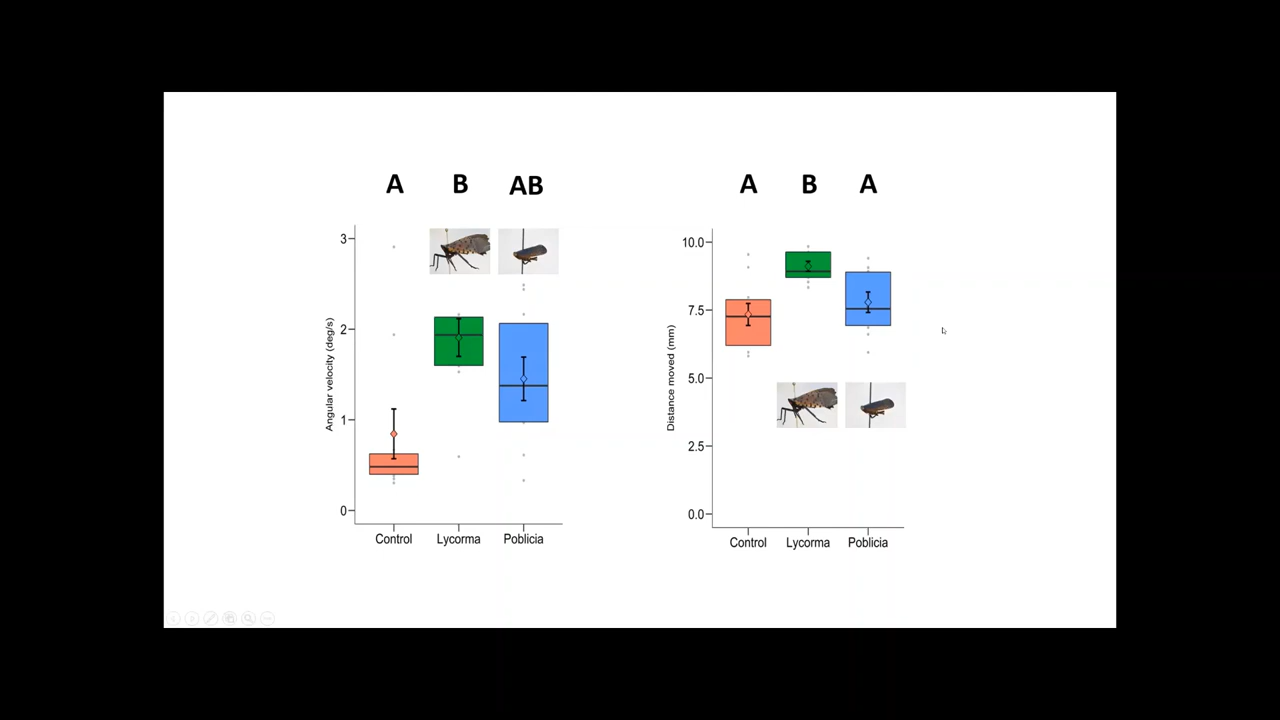 A B AB
3
2
1
0
Angular velocity (deg/s)
Control Lycorma Poblicia
A B A
10.0
7.5
5.0
2.5
0.0
Distance moved (mm)
Control Lycorma Poblicia